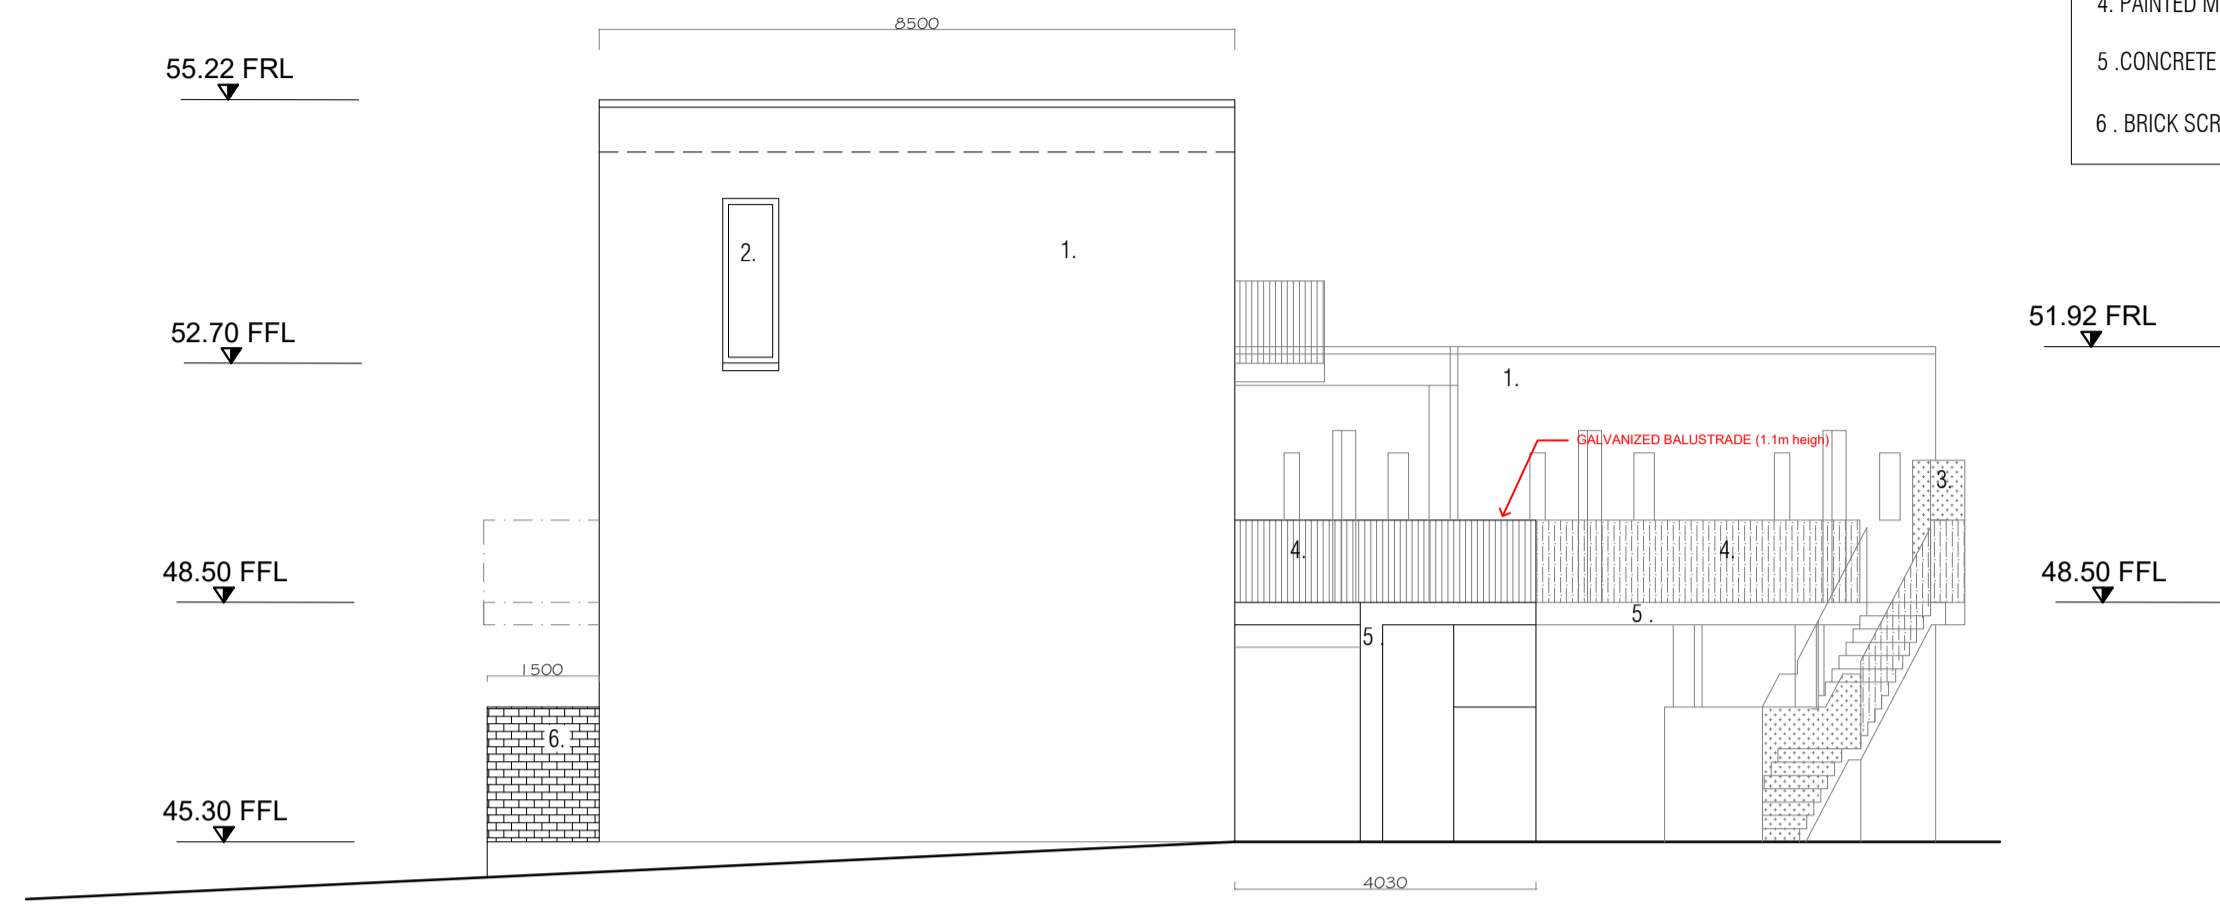 8500
4. PAINTED M
55.22 FRL
5 .CONCRETE
6 . BRICK SCR
2.
1.
52.70 FFL
51.92 FRL
1.
GALVANIZED BALUSTRADE (1.1m heigh)
3.
4.
4.
48.50 FFL
48.50 FFL
5 .
5 .
1500
6.
45.30 FFL
4030